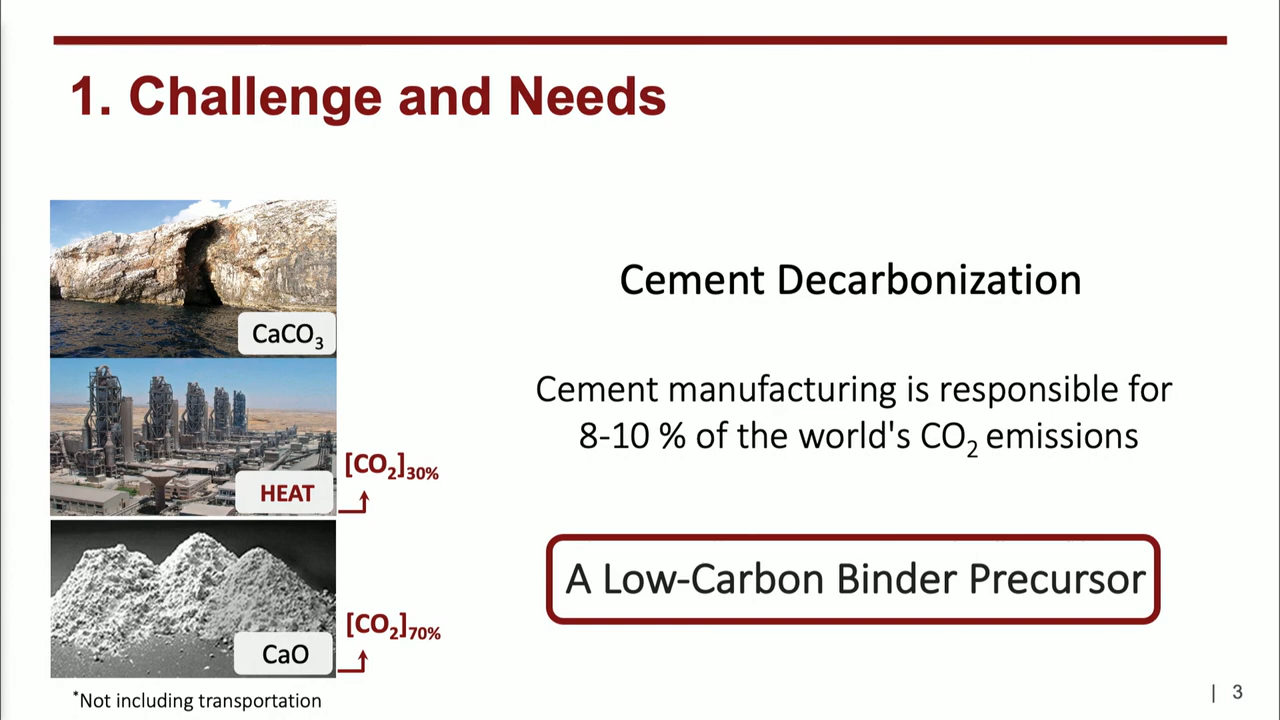 1. Challenge and Needs
CaCO₃
HEAT
[CO₂]30%
CaO
[CO₂]70%
*Not including transportation
Cement Decarbonization
Cement manufacturing is responsible for
8-10 % of the world's CO₂ emissions
A Low-Carbon Binder Precursor
| 3